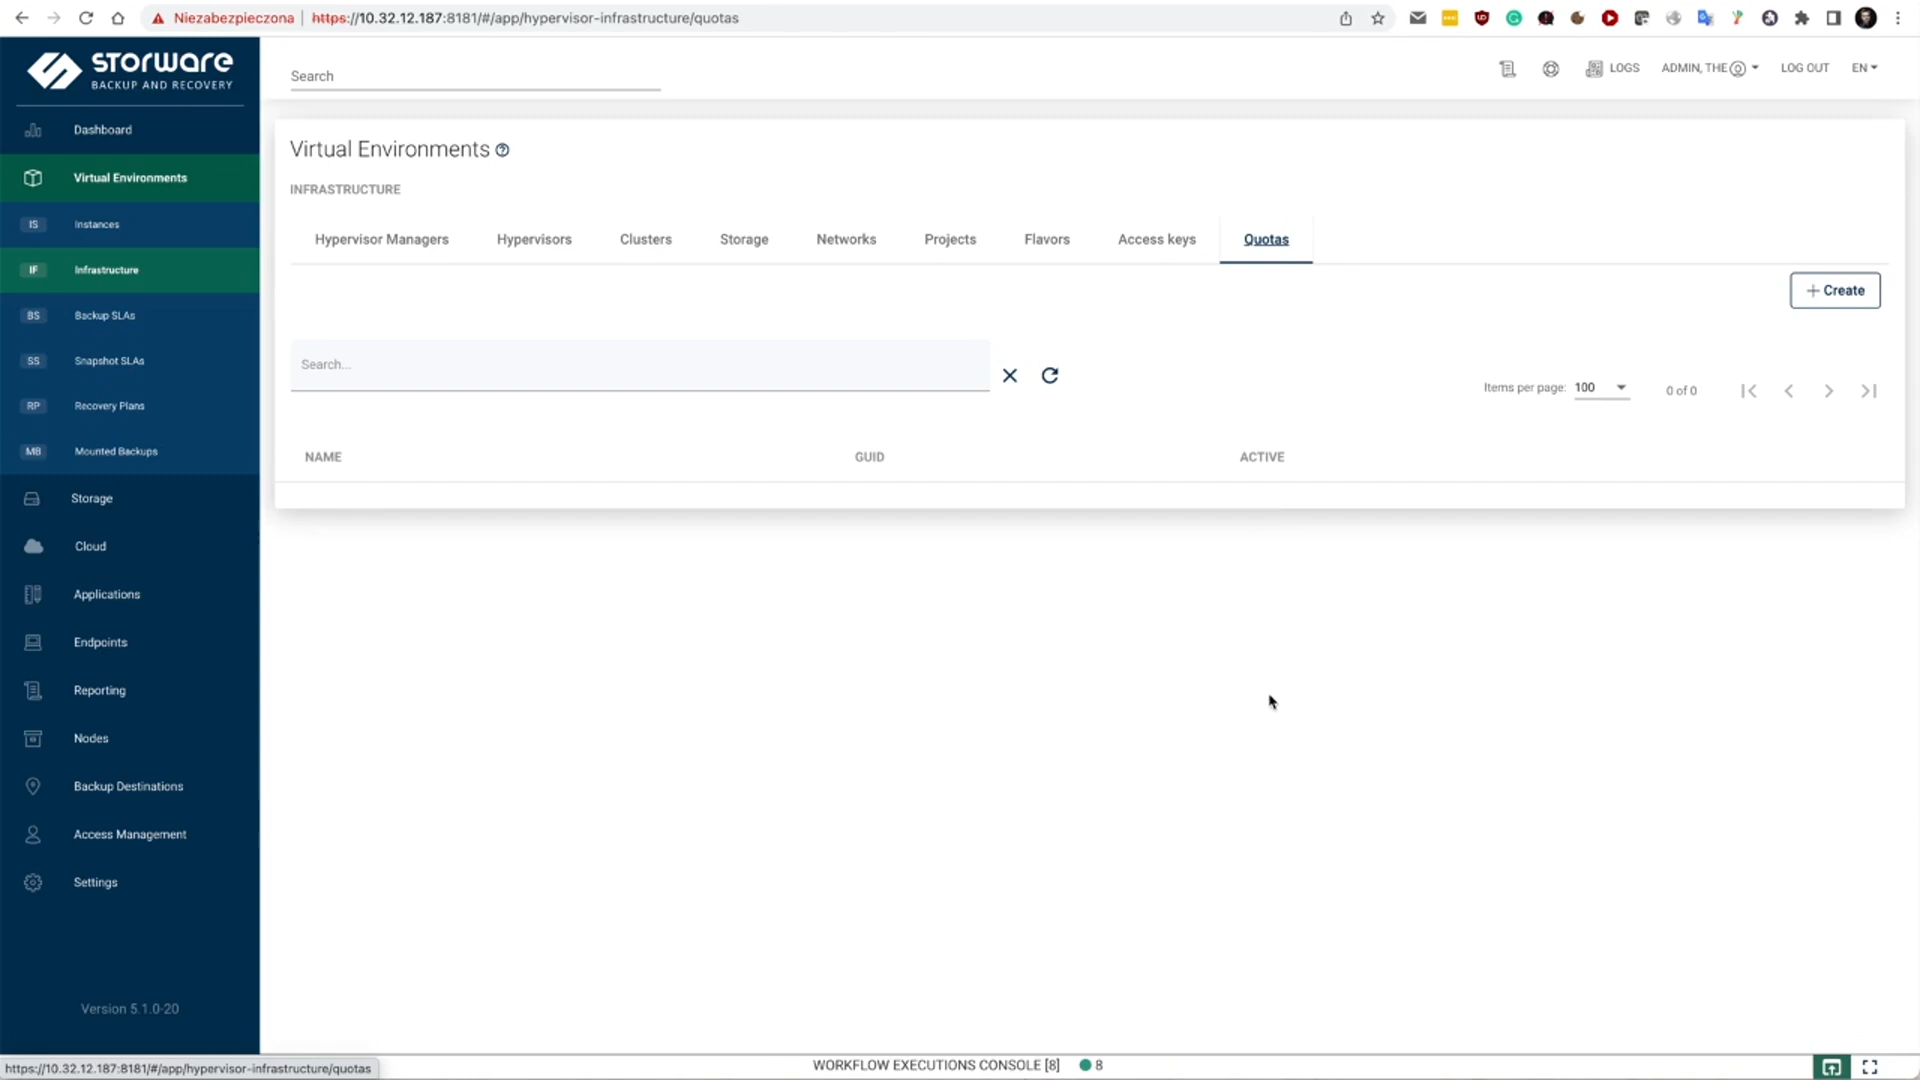 Niezabezpieczona | https://10.32.12.187:8181/#/app/hypervisor-infrastructure/quotas
STORWARE
BACKUP AND RECOVERY
Search
LOGS
ADMIN, THE
LOG OUT
EN
Dashboard
Virtual Environments
IS Instances
IF Infrastructure
BS Backup SLAs
SS Snapshot SLAs
RP Recovery Plans
MB Mounted Backups
Storage
Cloud
Applications
Endpoints
Reporting
Nodes
Backup Destinations
Access Management
Settings
Version 5.1.0-20
Virtual Environments
INFRASTRUCTURE
Hypervisor Managers Hypervisors Clusters Storage Networks Projects Flavors Access keys Quotas
+ Create
Search...
Items per page: 100 0 of 0
NAME GUID ACTIVE
https://10.32.12.187:8181/#/app/hypervisor-infrastructure/quotas
WORKFLOW EXECUTIONS CONSOLE [8] 8